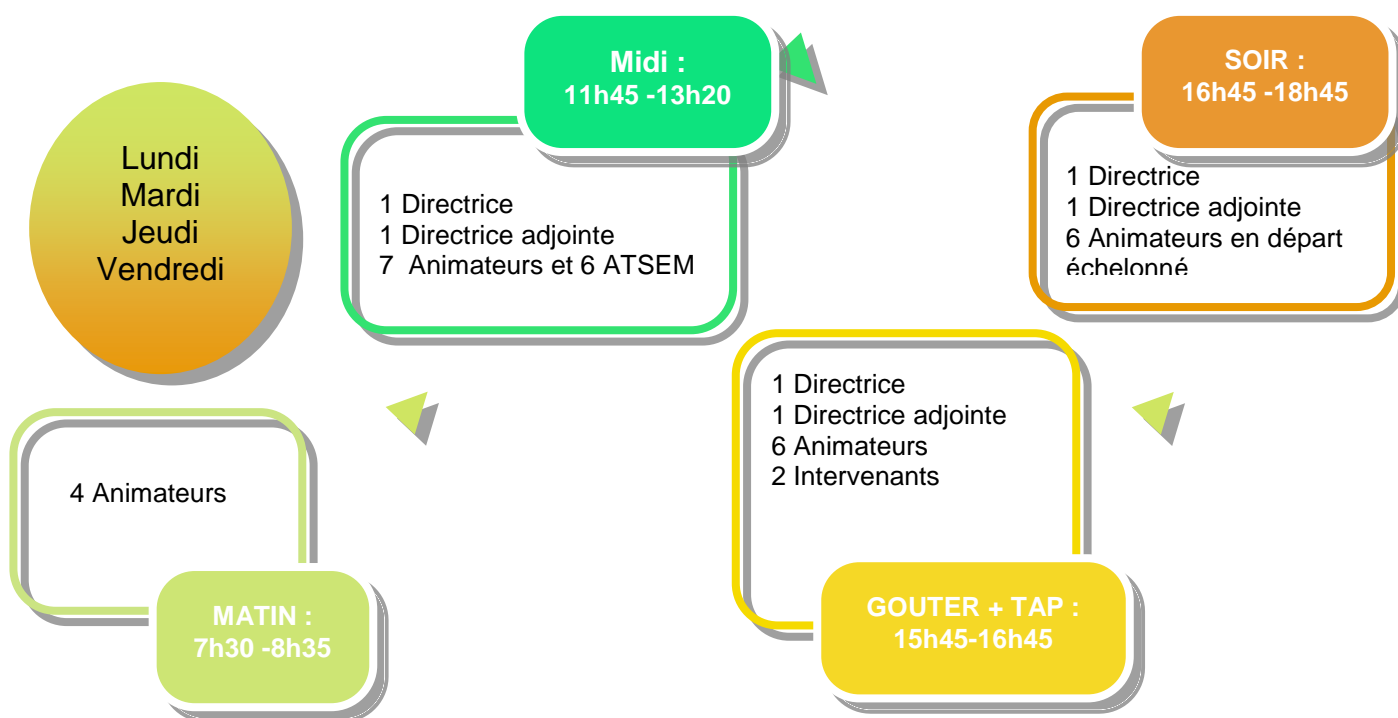 Lundi
Mardi
Jeudi
Vendredi
MATIN :
7h30 -8h35
4 Animateurs
Midi :
11h45 -13h20
1 Directrice
1 Directrice adjointe
7 Animateurs et 6 ATSEM
GOUTER + TAP :
15h45-16h45
1 Directrice
1 Directrice adjointe
6 Animateurs
2 Intervenants
SOIR :
16h45 -18h45
1 Directrice
1 Directrice adjointe
6 Animateurs en départ
échelonné